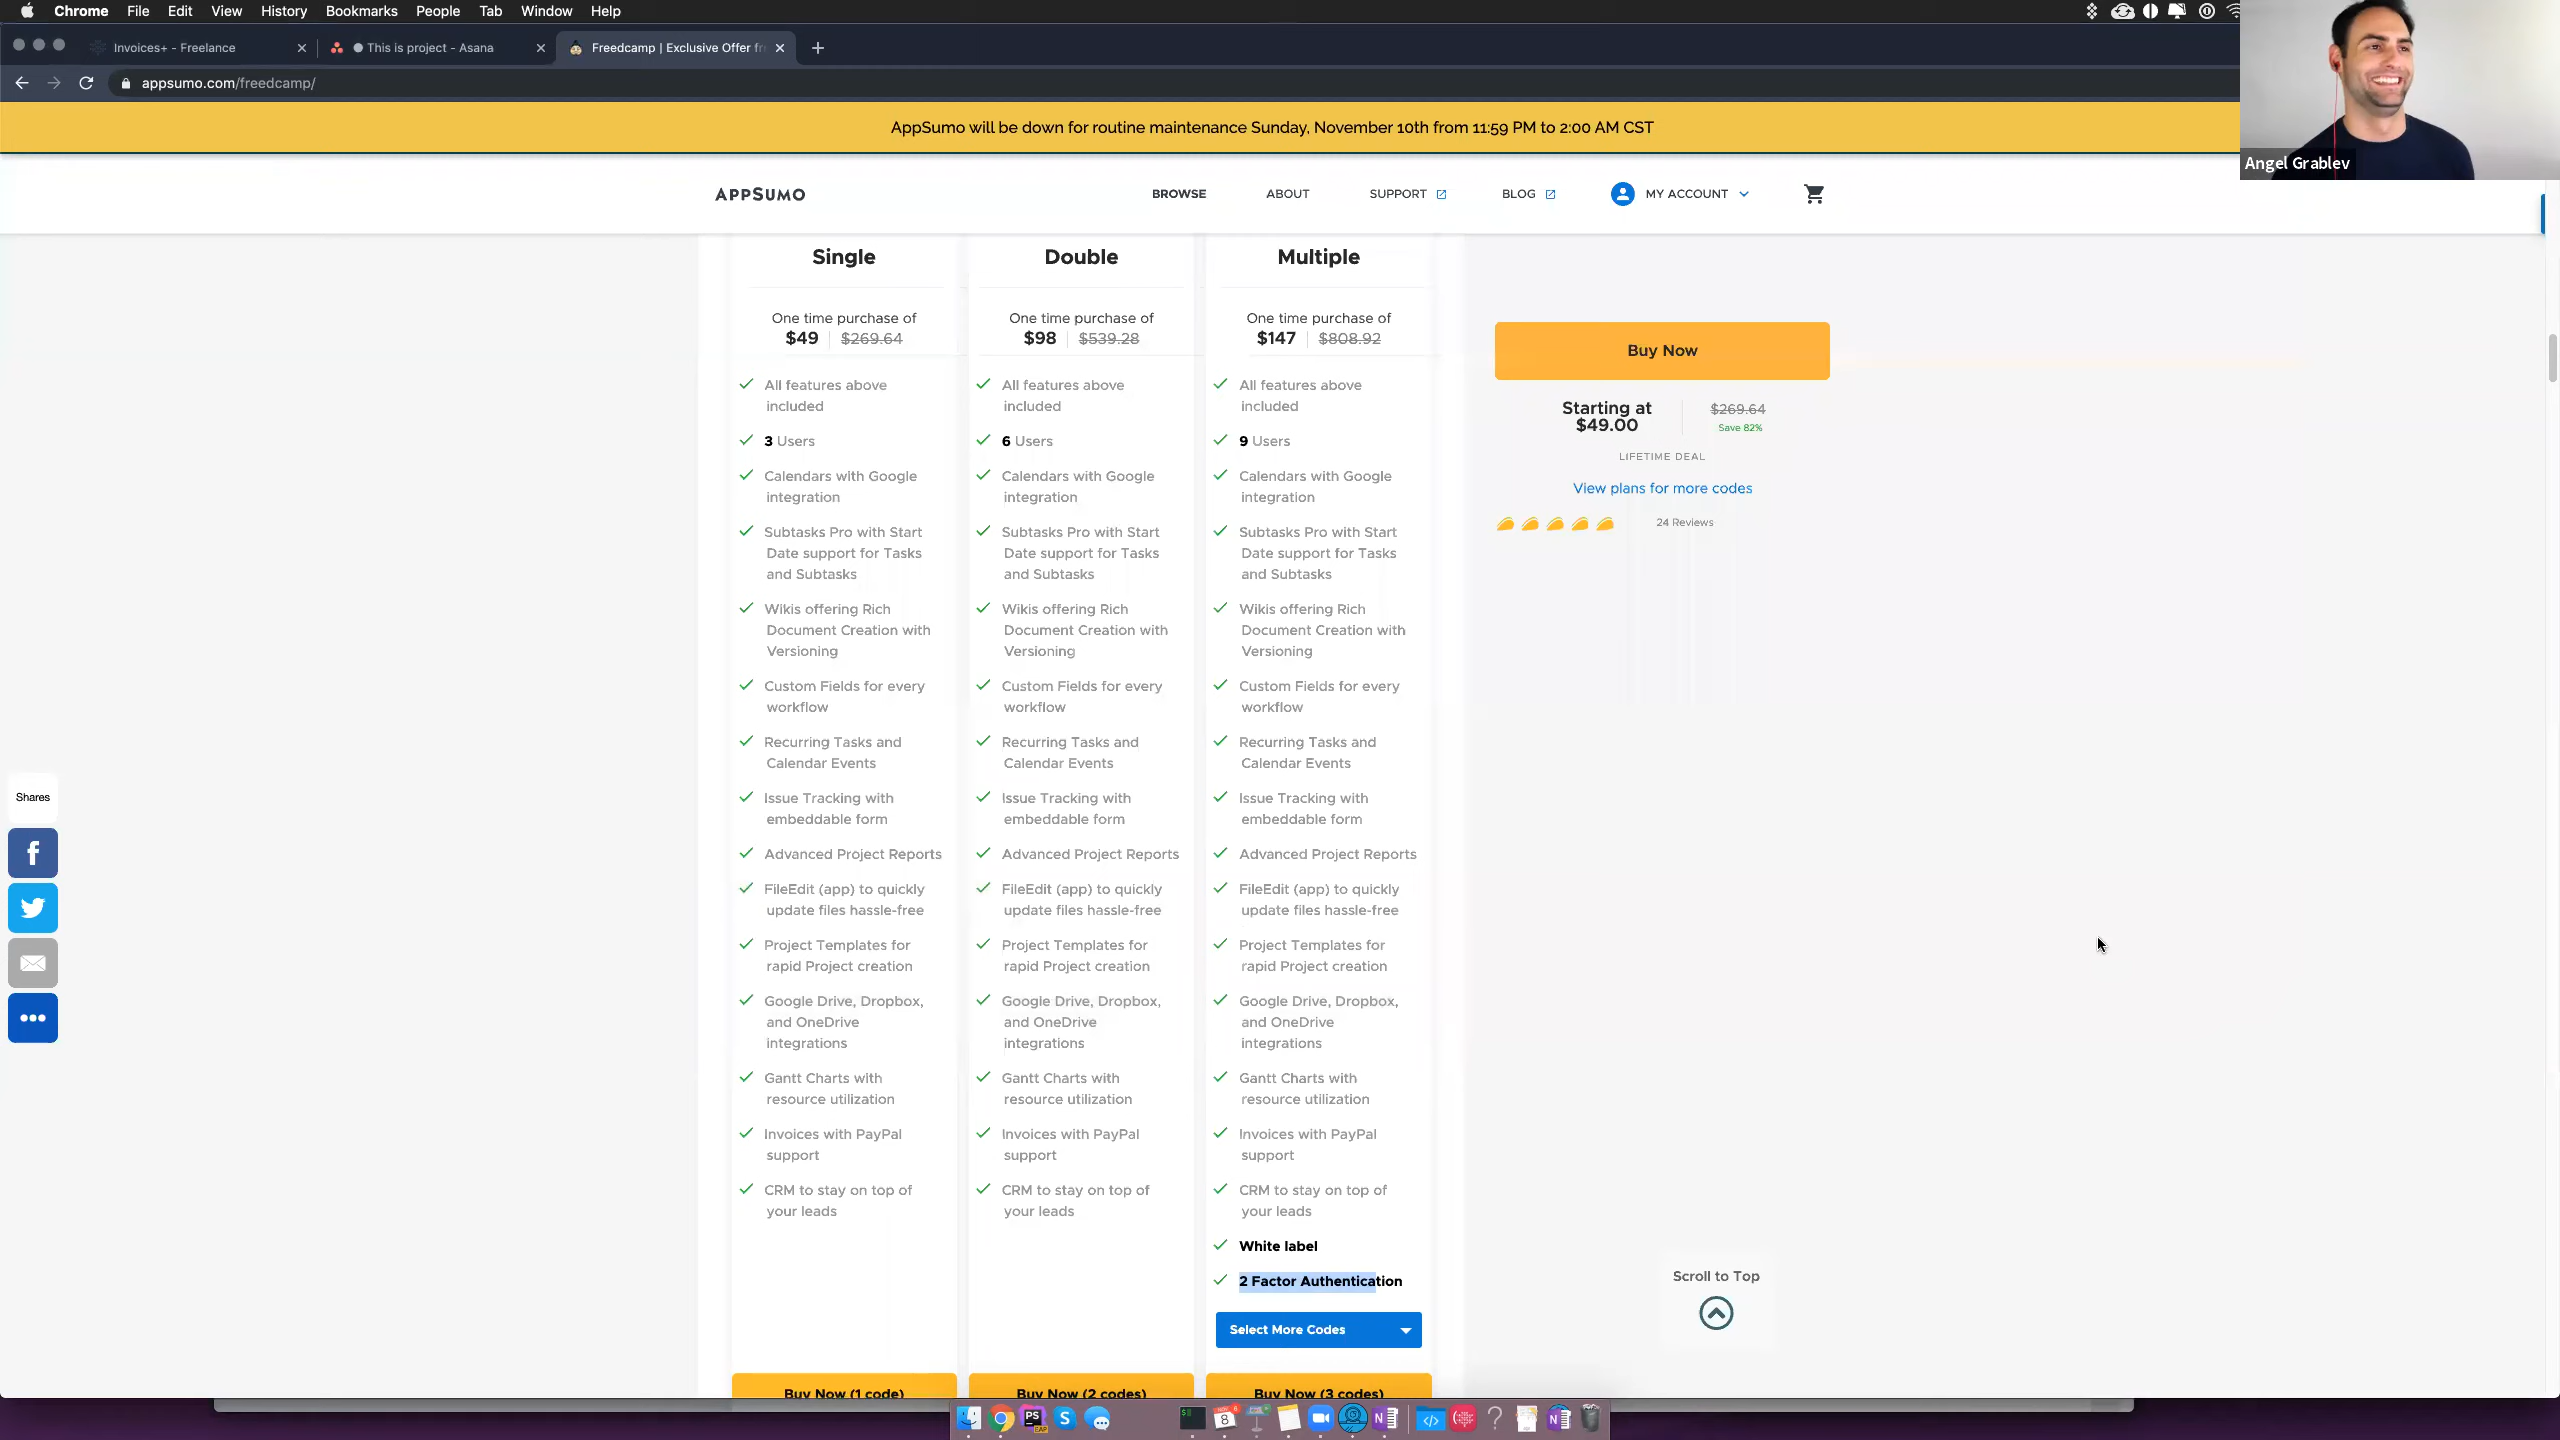 Chrome File Edit View History Bookmarks People Tab Window Help
Invoices+ - Freelance
This is project - Asana
Freedcamp | Exclusive Offer fr
appsumo.com/freedcamp/
AppSumo will be down for routine maintenance Sunday, November 10th from 11:59 PM to 2:00 AM CST
Angel Grablev
APPSUMO BROWSE ABOUT SUPPORT BLOG MY ACCOUNT
Single
One time purchase of
$49 $269.64
All features above
included
3 Users
Calendars with Google
integration
Subtasks Pro with Start
Date support for Tasks
and Subtasks
Wikis offering Rich
Document Creation with
Versioning
Custom Fields for every
workflow
Recurring Tasks and
Calendar Events
Issue Tracking with
embeddable form
Advanced Project Reports
FileEdit (app) to quickly
update files hassle-free
Project Templates for
rapid Project creation
Google Drive, Dropbox,
and OneDrive
integrations
Gantt Charts with
resource utilization
Invoices with PayPal
support
CRM to stay on top of
your leads
Buy Now (1 code)
Double
One time purchase of
$98 $539.28
All features above
included
6 Users
Calendars with Google
integration
Subtasks Pro with Start
Date support for Tasks
and Subtasks
Wikis offering Rich
Document Creation with
Versioning
Custom Fields for every
workflow
Recurring Tasks and
Calendar Events
Issue Tracking with
embeddable form
Advanced Project Reports
FileEdit (app) to quickly
update files hassle-free
Project Templates for
rapid Project creation
Google Drive, Dropbox,
and OneDrive
integrations
Gantt Charts with
resource utilization
Invoices with PayPal
support
CRM to stay on top of
your leads
Buy Now (2 codes)
Multiple
One time purchase of
$147 $808.92
All features above
included
9 Users
Calendars with Google
integration
Subtasks Pro with Start
Date support for Tasks
and Subtasks
Wikis offering Rich
Document Creation with
Versioning
Custom Fields for every
workflow
Recurring Tasks and
Calendar Events
Issue Tracking with
embeddable form
Advanced Project Reports
FileEdit (app) to quickly
update files hassle-free
Project Templates for
rapid Project creation
Google Drive, Dropbox,
and OneDrive
integrations
Gantt Charts with
resource utilization
Invoices with PayPal
support
CRM to stay on top of
your leads
White label
2 Factor Authentication
Select More Codes
Buy Now (3 codes)
Buy Now
Starting at $269.64
$49.00 Save 82%
LIFETIME DEAL
View plans for more codes
24 Reviews
Shares
Scroll to Top
PS
EAP
NOV
8